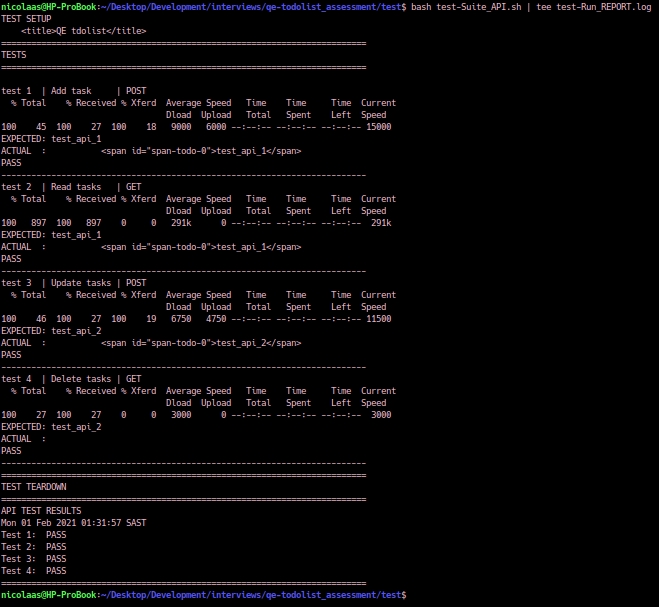 nicolaas@HP-ProBook:~/Desktop/Development/interviews/qe-todolist_assessment/test$ bash test-Suite_API.sh | tee test-Run_REPORT.log
TEST SETUP
    <title>QE tdolist</title>
=========================================================================
TESTS
=========================================================================

test 1  | Add task     | POST
  % Total    % Received % Xferd  Average Speed   Time    Time     Time  Current
                                 Dload  Upload   Total   Spent    Left  Speed
100    45  100    27  100    18   9000   6000 --:--:-- --:--:-- --:--:-- 15000
EXPECTED: test_api_1
ACTUAL  :           <span id="span-todo-0">test_api_1</span>
PASS
-------------------------------------------------------------------------
test 2  | Read tasks   | GET
  % Total    % Received % Xferd  Average Speed   Time    Time     Time  Current
                                 Dload  Upload   Total   Spent    Left  Speed
100   897  100   897    0     0   291k      0 --:--:-- --:--:-- --:--:--  291k
EXPECTED: test_api_1
ACTUAL  :           <span id="span-todo-0">test_api_1</span>
PASS
-------------------------------------------------------------------------
test 3  | Update tasks | POST
  % Total    % Received % Xferd  Average Speed   Time    Time     Time  Current
                                 Dload  Upload   Total   Spent    Left  Speed
100    46  100    27  100    19   6750   4750 --:--:-- --:--:-- --:--:-- 11500
EXPECTED: test_api_2
ACTUAL  :           <span id="span-todo-0">test_api_2</span>
PASS
-------------------------------------------------------------------------
test 4  | Delete tasks | GET
  % Total    % Received % Xferd  Average Speed   Time    Time     Time  Current
                                 Dload  Upload   Total   Spent    Left  Speed
100    27  100    27    0     0   3000      0 --:--:-- --:--:-- --:--:--  3000
EXPECTED: test_api_2
ACTUAL  :
PASS
-------------------------------------------------------------------------
=========================================================================
TEST TEARDOWN
=========================================================================
API TEST RESULTS
Mon 01 Feb 2021 01:31:57 SAST
Test 1:  PASS
Test 2:  PASS
Test 3:  PASS
Test 4:  PASS
=========================================================================
nicolaas@HP-ProBook:~/Desktop/Development/interviews/qe-todolist_assessment/test$